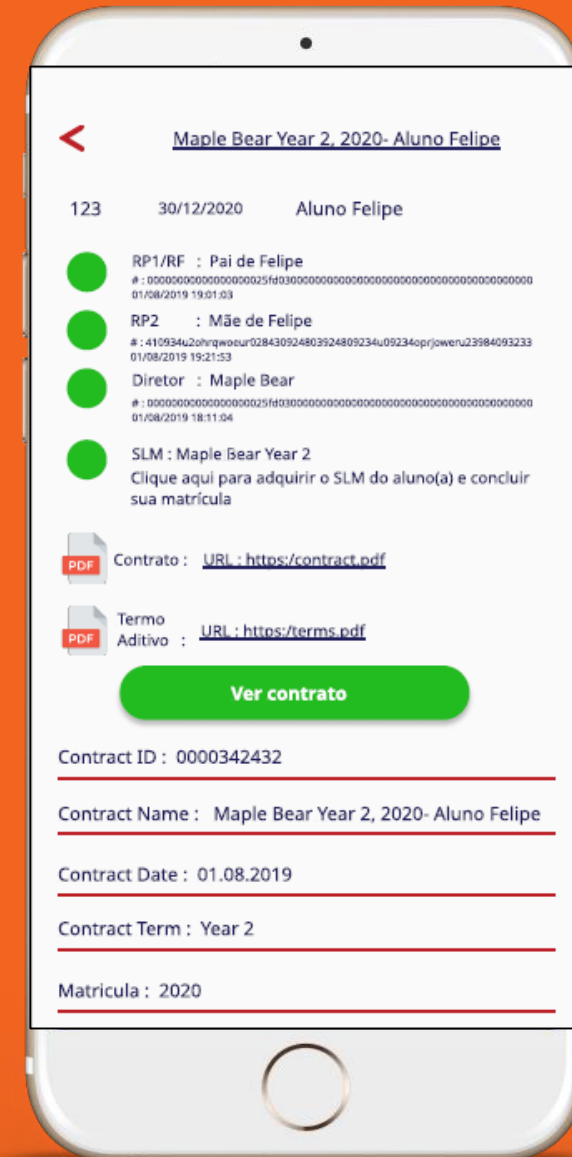 <
Maple Bear Year 2, 2020- Aluno Felipe
123 30/12/2020 Aluno Felipe
RP1/RF : Pai de Felipe
01/08/2019 19:01:03
RP2 : Mãe de Felipe
# : 410934u2ohrqwoeur028430924803924809234u09234oprjoweru23984093233
01/08/2019 19:21:53
Diretor : Maple Bear
01/08/2019 18:11:04
SLM : Maple Bear Year 2
Clique aqui para adquirir o SLM do aluno(a) e concluir
sua matrícula
PDF Contrato : URL : https:/contract.pdf
PDF Termo
Aditivo : URL : https:/terms.pdf
Ver contrato
Contract ID : 0000342432
Contract Name : Maple Bear Year 2, 2020- Aluno Felipe
Contract Date : 01.08.2019
Contract Term : Year 2
Matricula : 2020